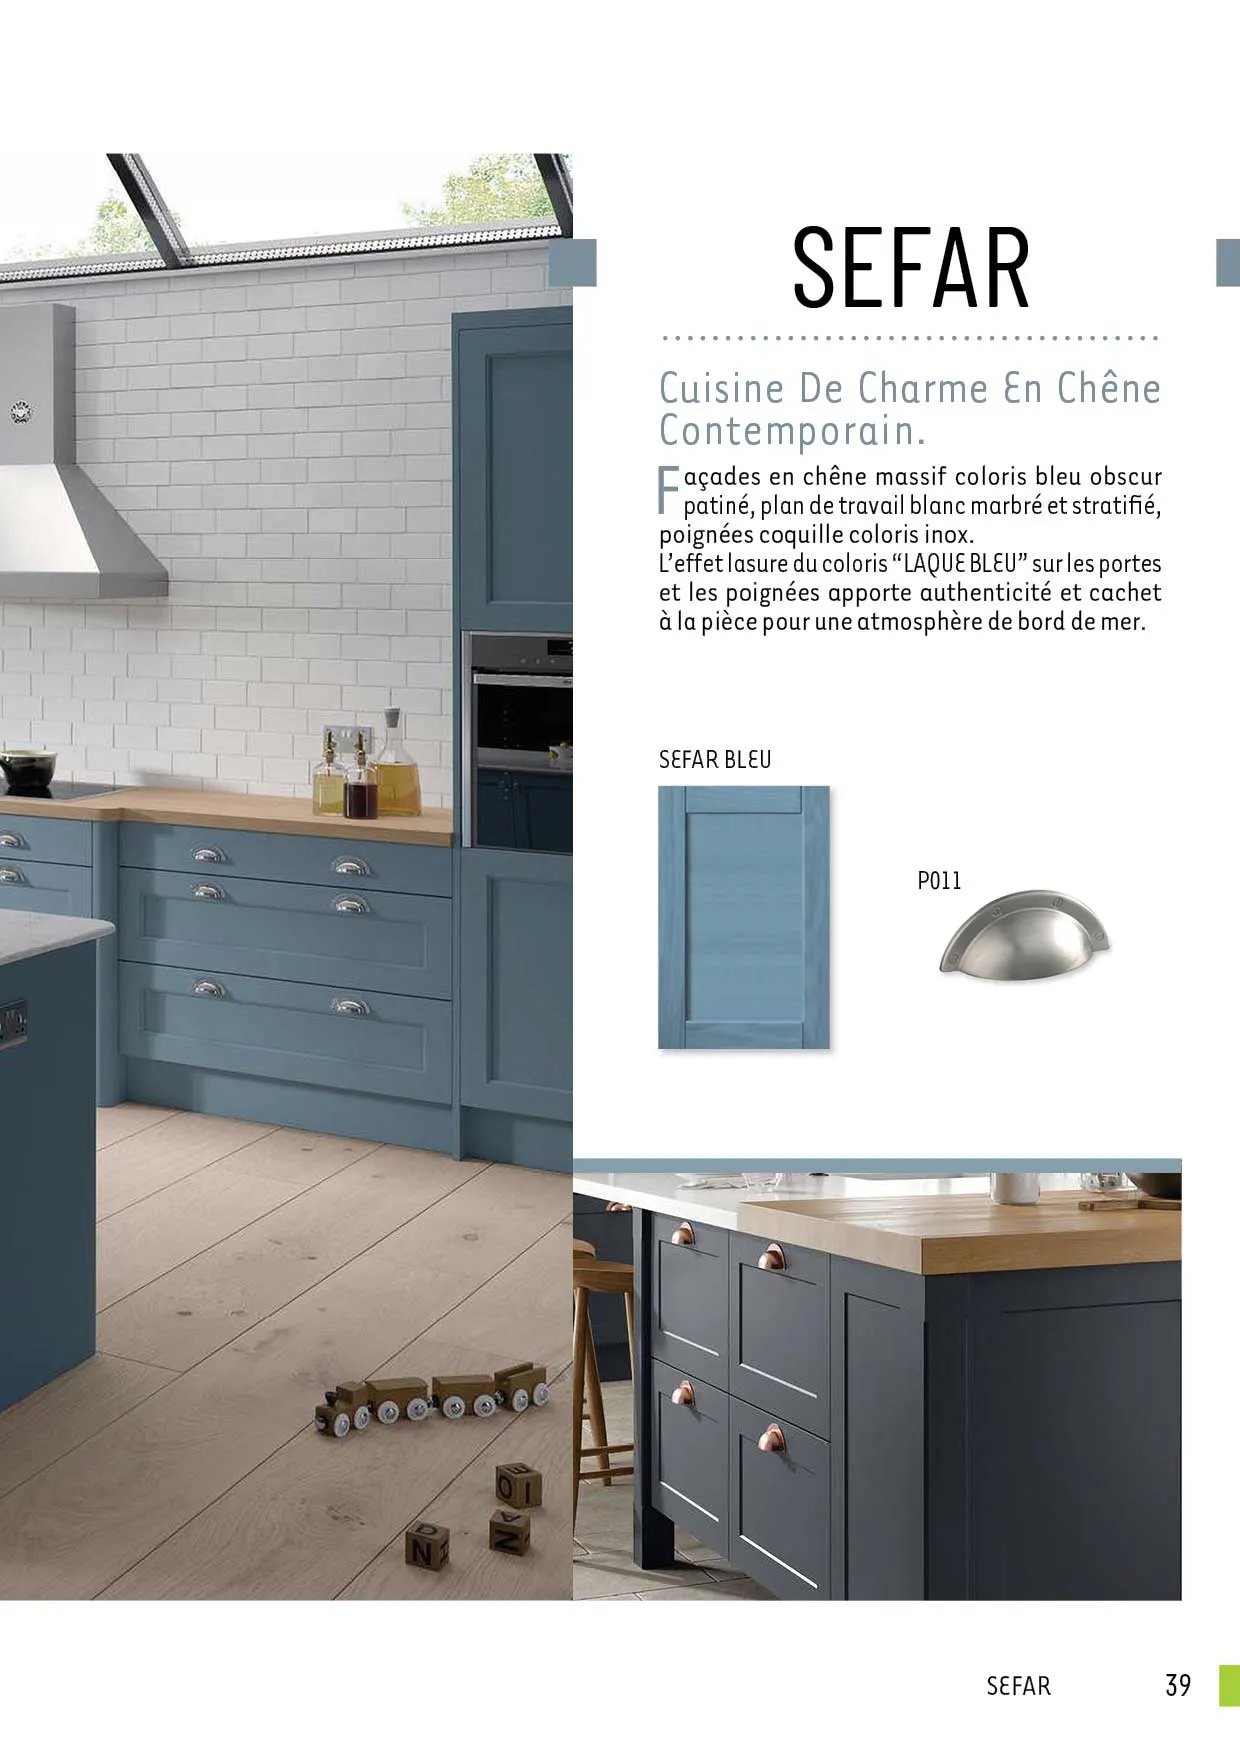 SEFAR
Cuisine De Charme En Chêne
Contemporain.
Façades en chêne massif coloris bleu obscur
patiné, plan de travail blanc marbré et stratifié,
poignées coquille coloris inox.
L’effet lasure du coloris “LAQUE BLEU” sur les portes
et les poignées apporte authenticité et cachet
à la pièce pour une atmosphère de bord de mer.
SEFAR BLEU
P011
SEFAR 39